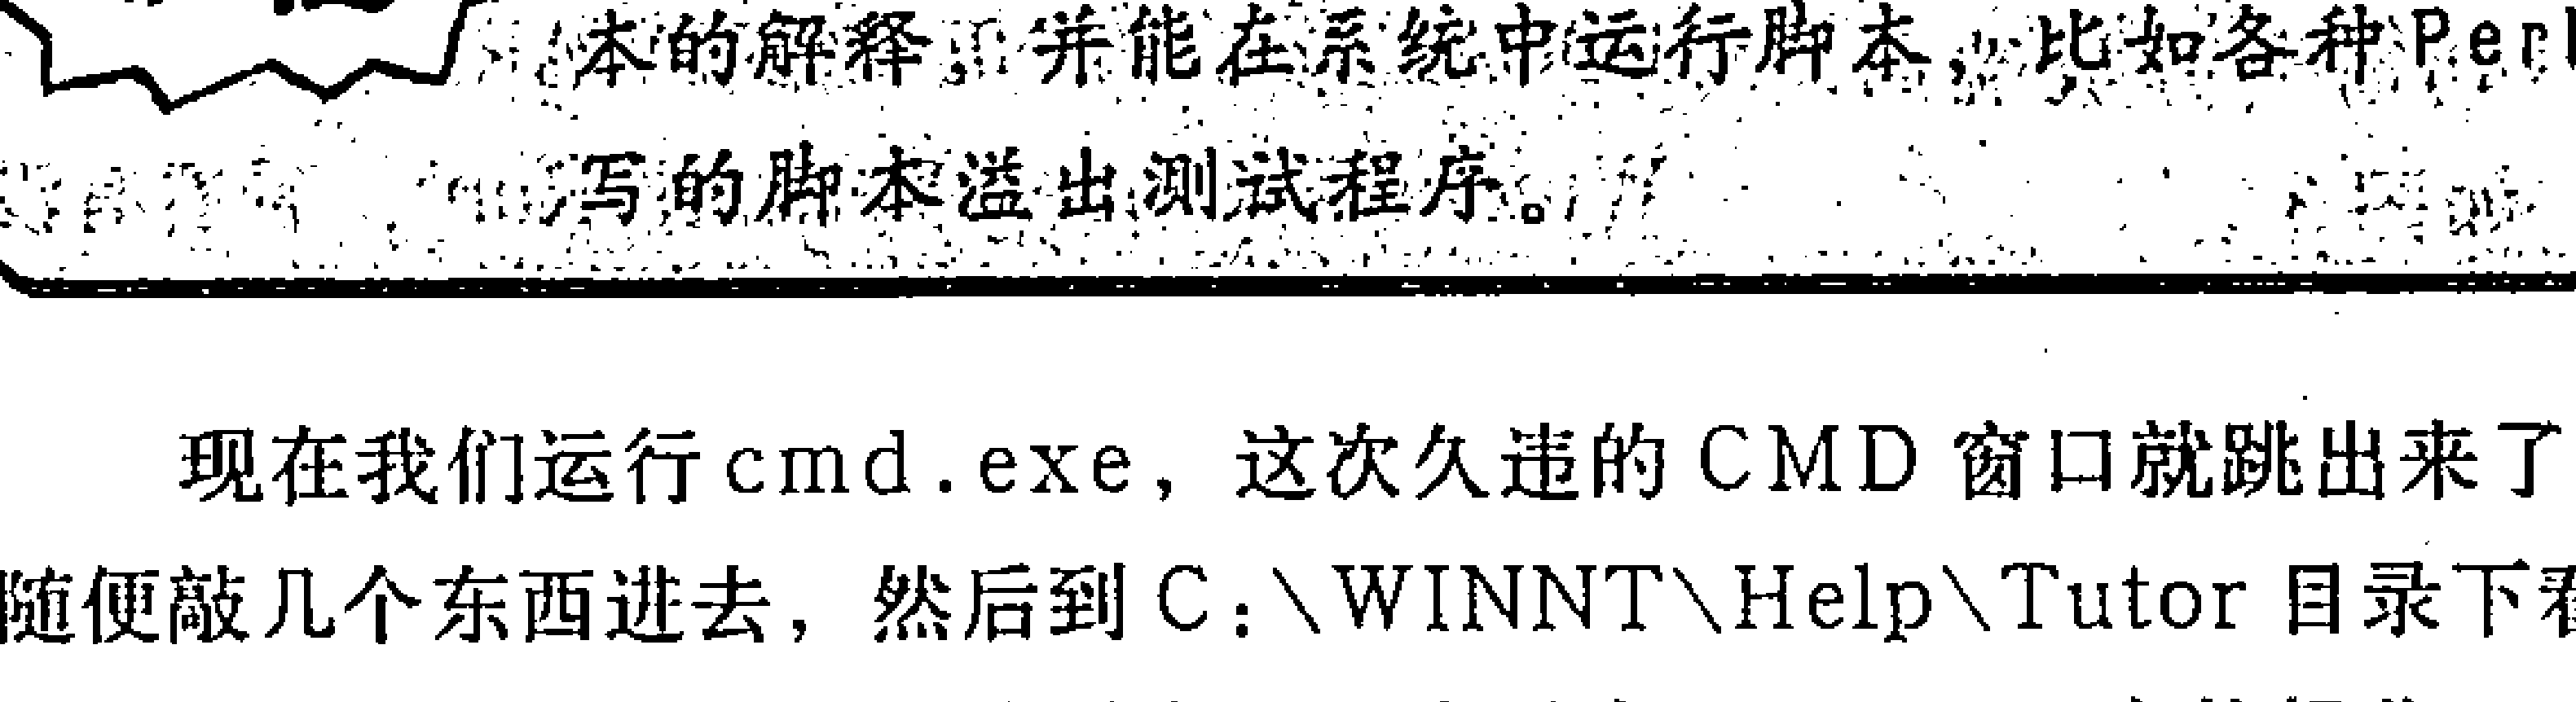 本的解释，并能在系统中运行脚本，比如各种Perl
写的脚本溢出测试程序。
现在我们运行cmd.exe，这次久违的CMD窗口就跳出来了
随便敲几个东西进去，然后到C:\WINNT\Help\Tutor目录下看